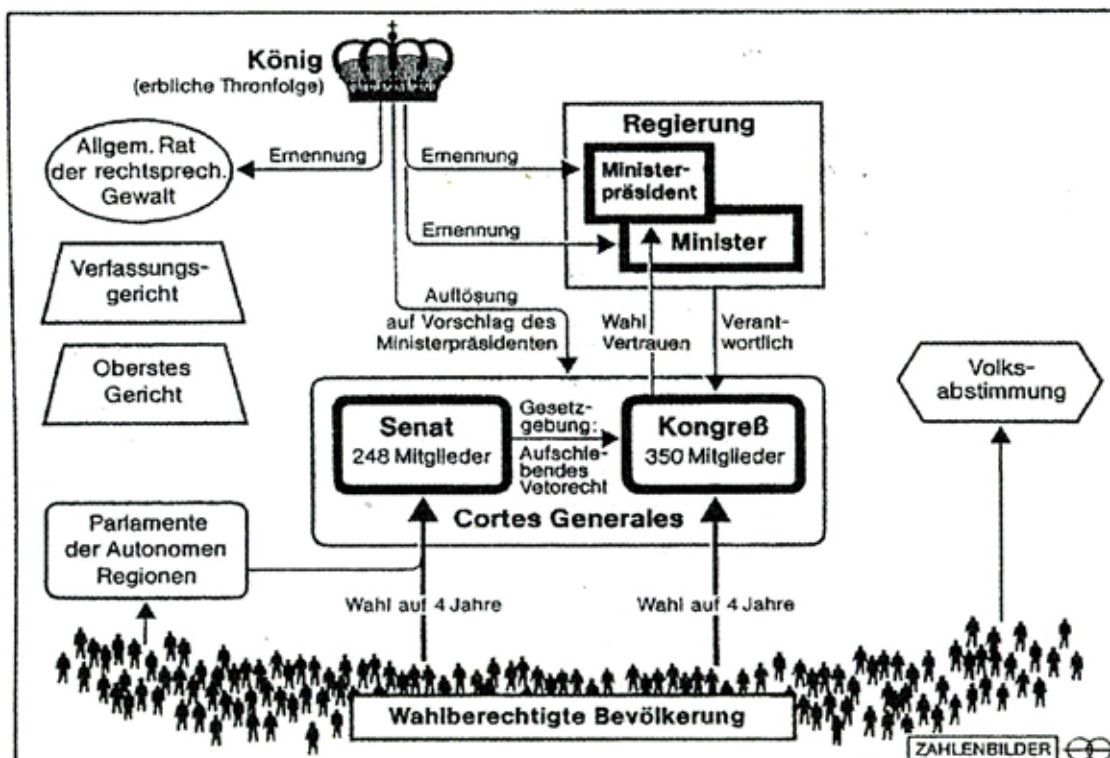 König
(erbliche Thronfolge)
Allgem. Rat
der rechtsprech.
Gewalt
Ernennung
Ernennung
Ernennung
Regierung
Minister-
präsident
Minister
Verfassungs-
gericht
Oberstes
Gericht
Auflösung
auf Vorschlag des
Ministerpräsidenten
Wahl
Vertrauen
Verant-
wortlich
Volks-
abstimmung
Senat
248 Mitglieder
Gesetz-
gebung:
Aufschie-
bendes
Vetorecht
Kongreß
350 Mitglieder
Cortes Generales
Parlamente
der Autonomen
Regionen
Wahl auf 4 Jahre
Wahl auf 4 Jahre
Wahlberechtigte Bevölkerung
ZAHLENBILDER